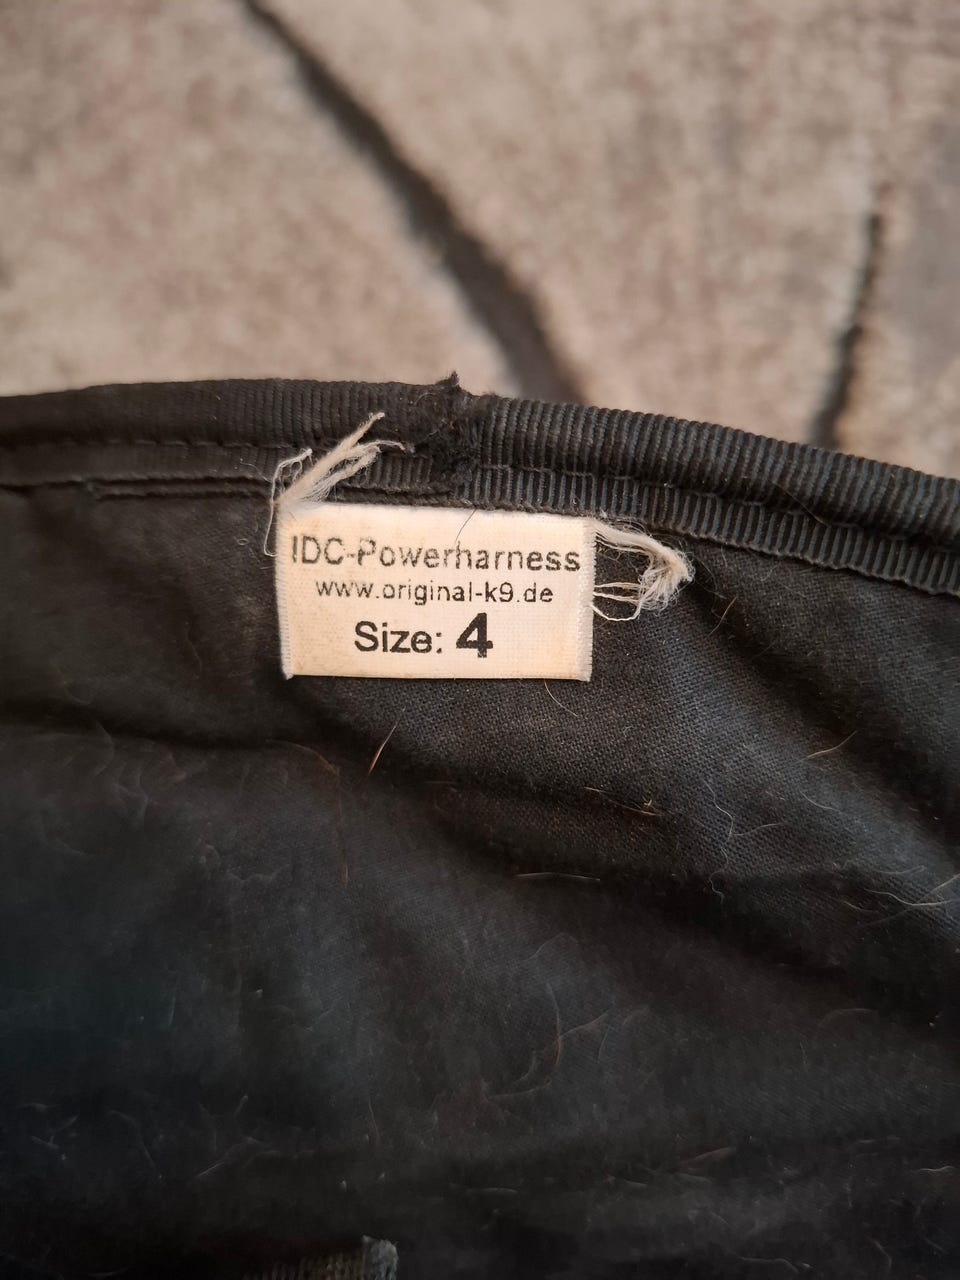 IDC-Powerharness
www.original-k9.de
Size: 4